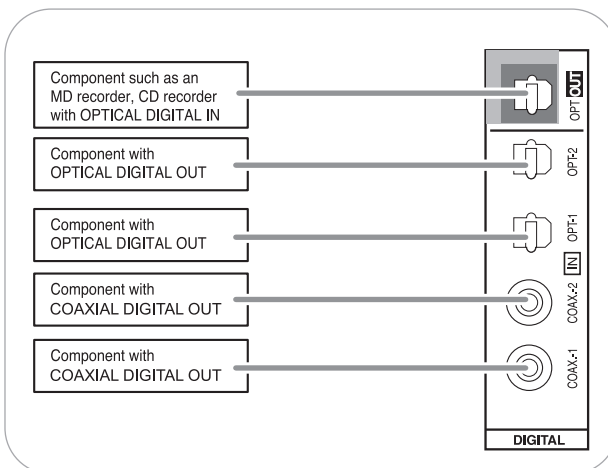 Component such as an
MD recorder, CD recorder
with OPTICAL DIGITAL IN
OPT OUT
Component with
OPTICAL DIGITAL OUT
OPT-2
Component with
OPTICAL DIGITAL OUT
OPT-1
IN
Component with
COAXIAL DIGITAL OUT
COAX.-2
Component with
COAXIAL DIGITAL OUT
COAX.-1
DIGITAL